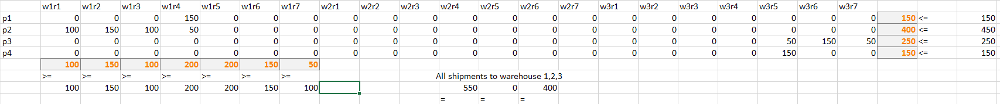 w1r1 w1r2 w1r3 w1r4 w1r5 w1r6 w1r7 w2r1 w2r2 w2r3 w2r4 w2r5 w2r6 w2r7 w3r1 w3r2 w3r3 w3r4 w3r5 w3r6 w3r7
p1 0 0 0 150 0 0 0 0 0 0 0 0 0 0 0 0 0 0 0 0 0 150 <= 150
p2 100 150 100 50 0 0 0 0 0 0 0 0 0 0 0 0 0 0 0 0 0 400 <= 450
p3 0 0 0 0 0 0 0 0 0 0 0 0 0 0 0 0 0 0 50 150 50 250 <= 250
p4 0 0 0 0 0 0 0 0 0 0 0 0 0 0 0 0 0 0 150 0 0 150 <= 150
100 150 100 200 200 150 50
>= >= >= >= >= >= >= All shipments to warehouse 1,2,3
100 150 100 200 200 150 100 550 0 400
= = =